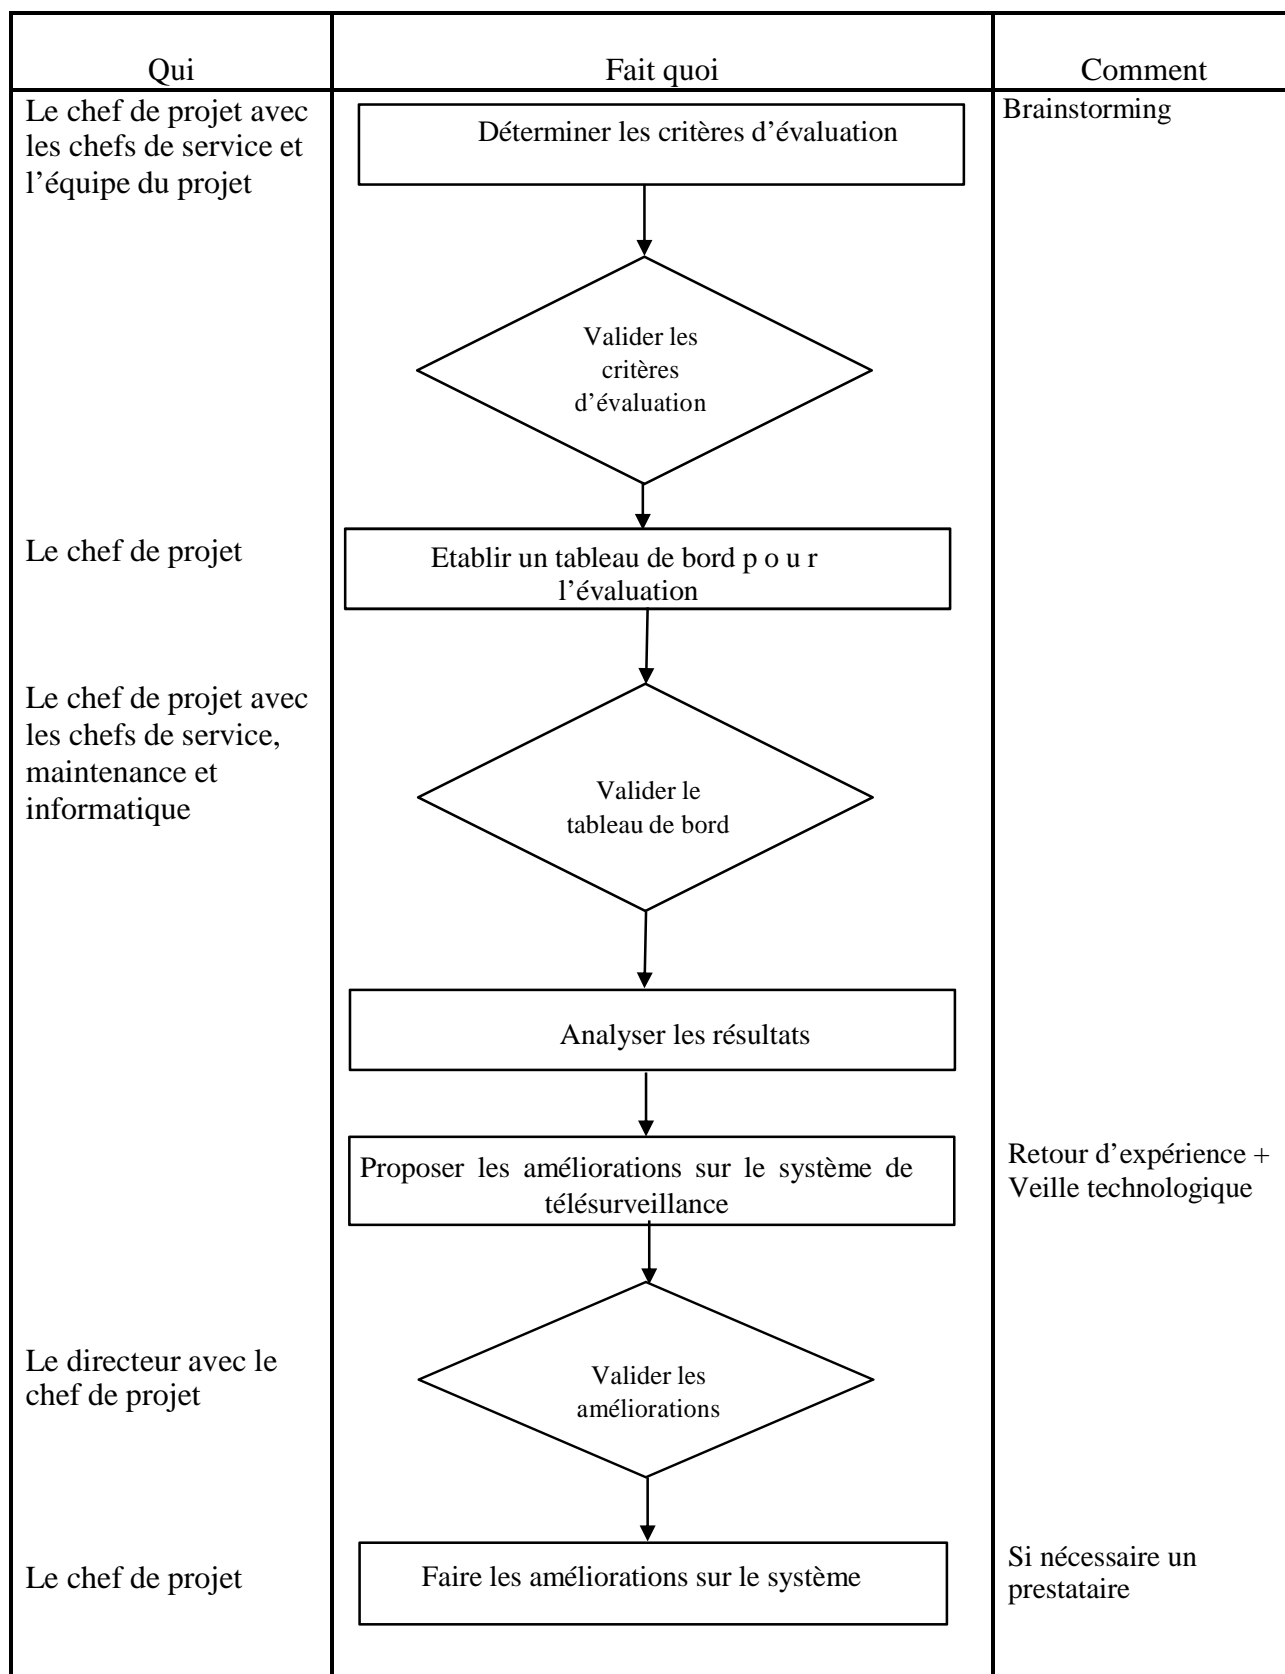 Qui
Fait quoi
Comment
Le chef de projet avec
les chefs de service et
l’équipe du projet
Déterminer les critères d’évaluation
Brainstorming
Valider les
critères
d’évaluation
Le chef de projet
Etablir un tableau de bord p o u r
l’évaluation
Le chef de projet avec
les chefs de service,
maintenance et
informatique
Valider le
tableau de bord
Analyser les résultats
Proposer les améliorations sur le système de
télésurveillance
Retour d’expérience +
Veille technologique
Le directeur avec le
chef de projet
Valider les
améliorations
Le chef de projet
Faire les améliorations sur le système
Si nécessaire un
prestataire